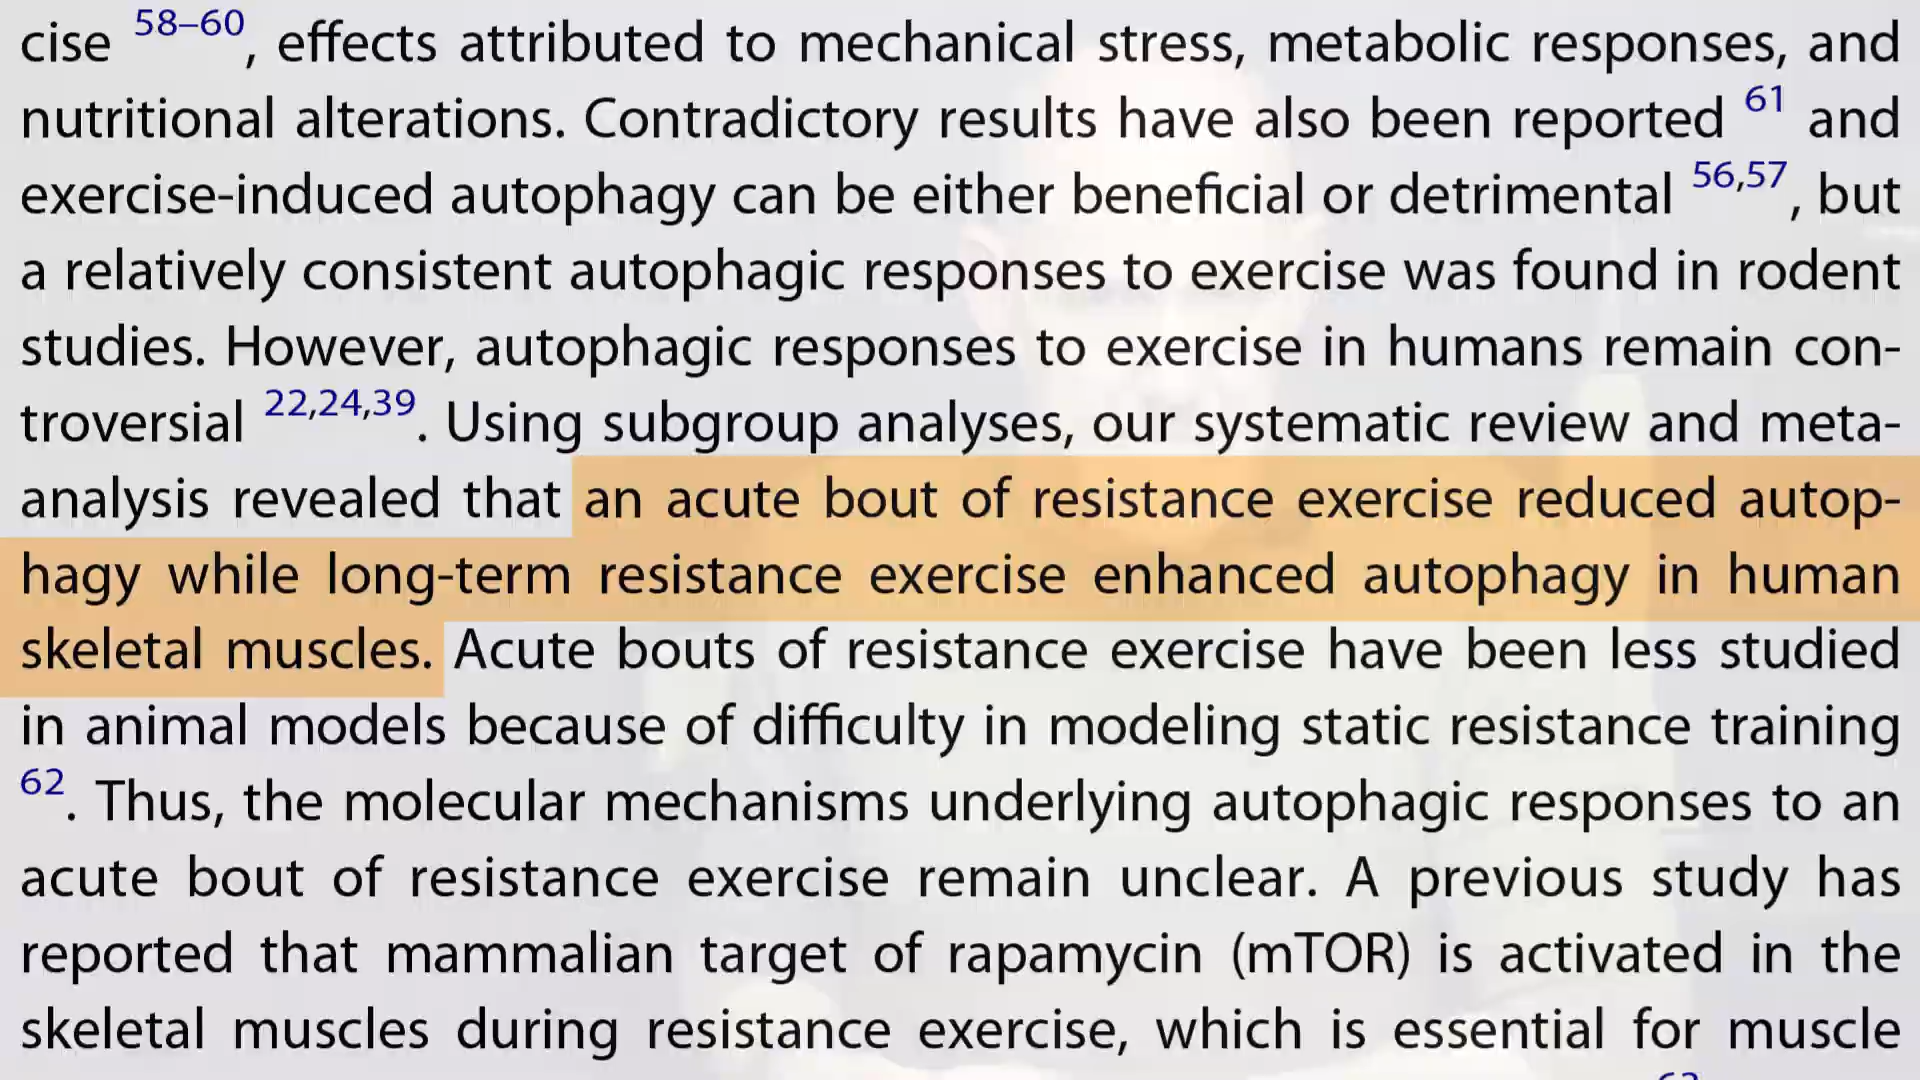 cise 58–60, effects attributed to mechanical stress, metabolic responses, and
nutritional alterations. Contradictory results have also been reported 61 and
exercise-induced autophagy can be either beneficial or detrimental 56,57, but
a relatively consistent autophagic responses to exercise was found in rodent
studies. However, autophagic responses to exercise in humans remain con-
troversial 22,24,39. Using subgroup analyses, our systematic review and meta-
analysis revealed that an acute bout of resistance exercise reduced autop-
hagy while long-term resistance exercise enhanced autophagy in human
skeletal muscles. Acute bouts of resistance exercise have been less studied
in animal models because of difficulty in modeling static resistance training
62. Thus, the molecular mechanisms underlying autophagic responses to an
acute bout of resistance exercise remain unclear. A previous study has
reported that mammalian target of rapamycin (mTOR) is activated in the
skeletal muscles during resistance exercise, which is essential for muscle